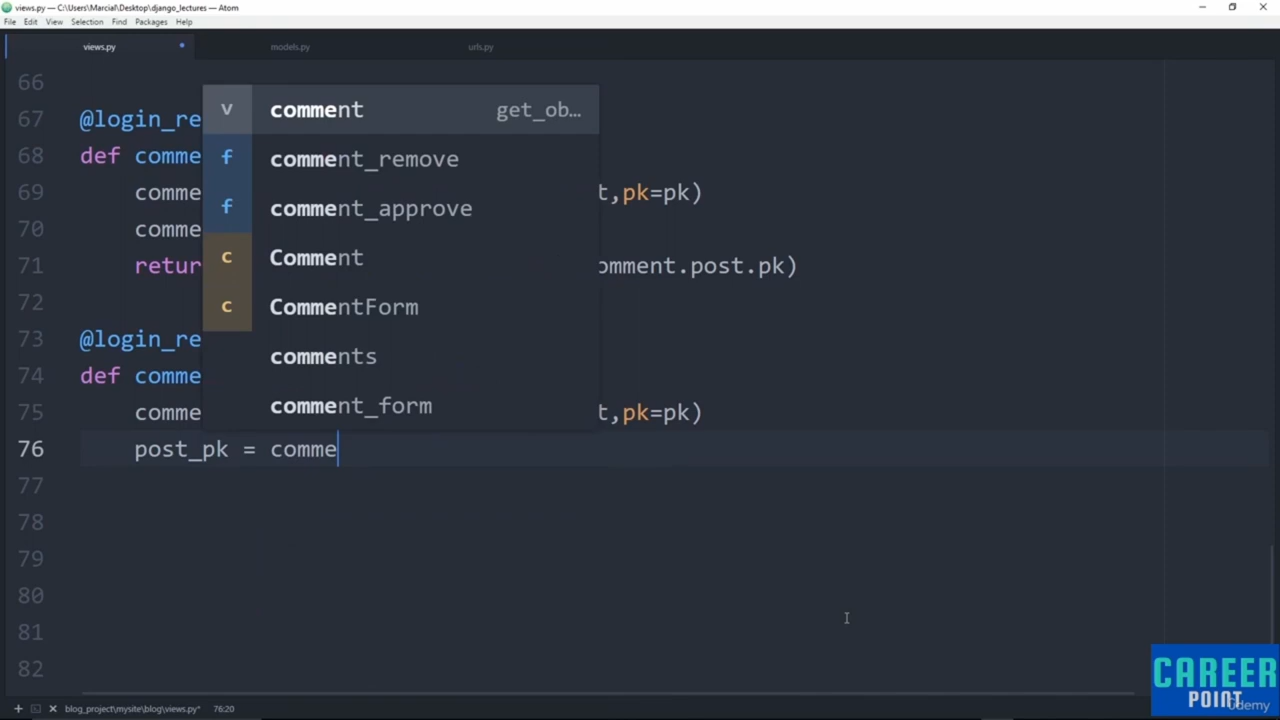 views.py — C:\Users\Marcial\Desktop\django_lectures — Atom
File Edit View Selection Find Packages Help
views.py models.py urls.py
66
67 @login_re
68 def comme
69 comme t,pk=pk)
70 comme
71 retur omment.post.pk)
72
73 @login_re
74 def comme
75 comme t,pk=pk)
76 post_pk = comme
77
78
79
80
81
82
v comment get_ob...
f comment_remove
f comment_approve
c Comment
c CommentForm
comments
comment_form
CAREER
POINT
udemy
blog_project\mysite\blog\views.py* 76:20